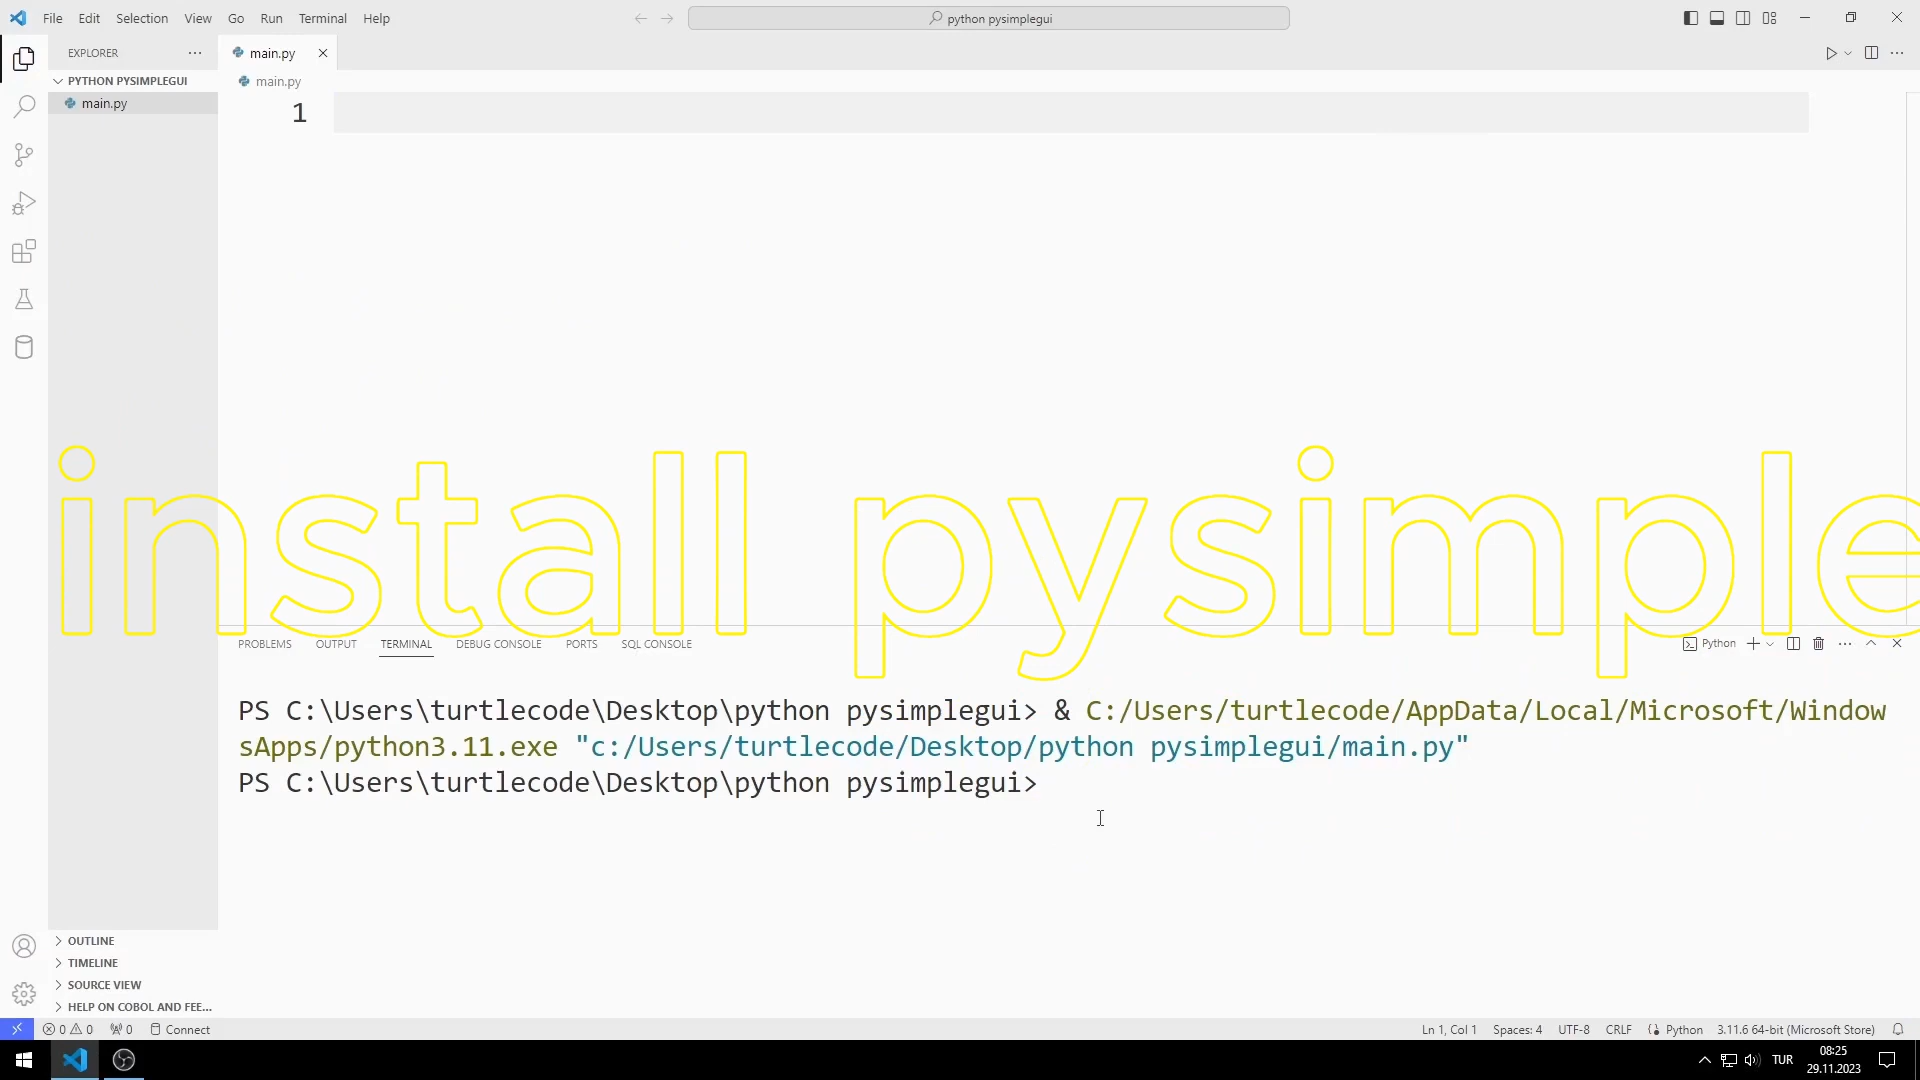 File Edit Selection View Go Run Terminal Help
python pysimplegui
EXPLORER
main.py
PYTHON PYSIMPLEGUI
main.py
main.py
1
install pysimple
PROBLEMS OUTPUT TERMINAL DEBUG CONSOLE PORTS SQL CONSOLE
Python
PS C:\Users\turtlecode\Desktop\python pysimplegui> & C:/Users/turtlecode/AppData/Local/Microsoft/Window
sApps/python3.11.exe "c:/Users/turtlecode/Desktop/python pysimplegui/main.py"
PS C:\Users\turtlecode\Desktop\python pysimplegui>
OUTLINE
TIMELINE
SOURCE VIEW
HELP ON COBOL AND FEE...
0 0 0 Connect
Ln 1, Col 1 Spaces: 4 UTF-8 CRLF Python 3.11.6 64-bit (Microsoft Store)
TUR
08:25
29.11.2023